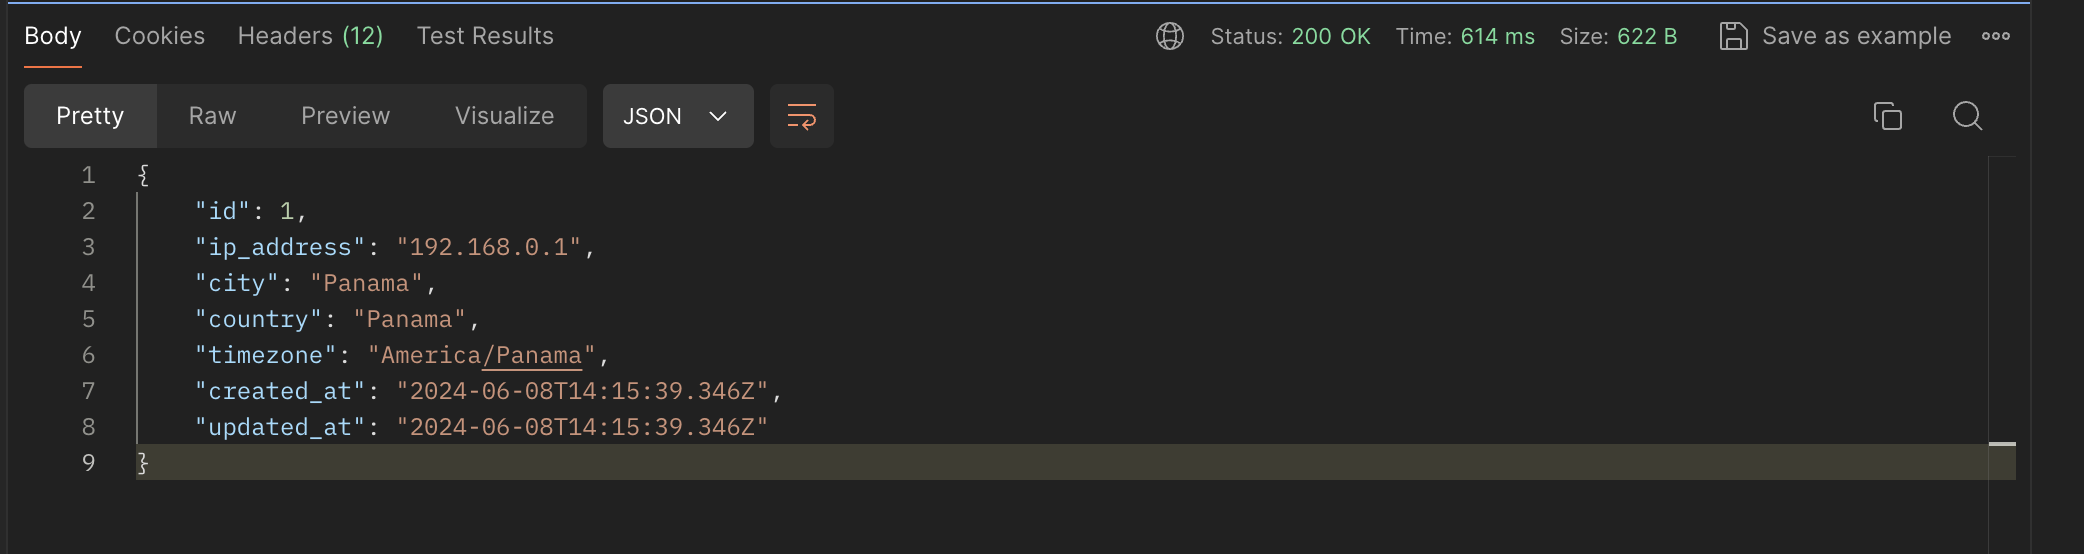 Body Cookies Headers (12) Test Results Status: 200 OK Time: 614 ms Size: 622 B Save as example
Pretty Raw Preview Visualize JSON
1 {
2 "id": 1,
3 "ip_address": "192.168.0.1",
4 "city": "Panama",
5 "country": "Panama",
6 "timezone": "America/Panama",
7 "created_at": "2024-06-08T14:15:39.346Z",
8 "updated_at": "2024-06-08T14:15:39.346Z"
9 }